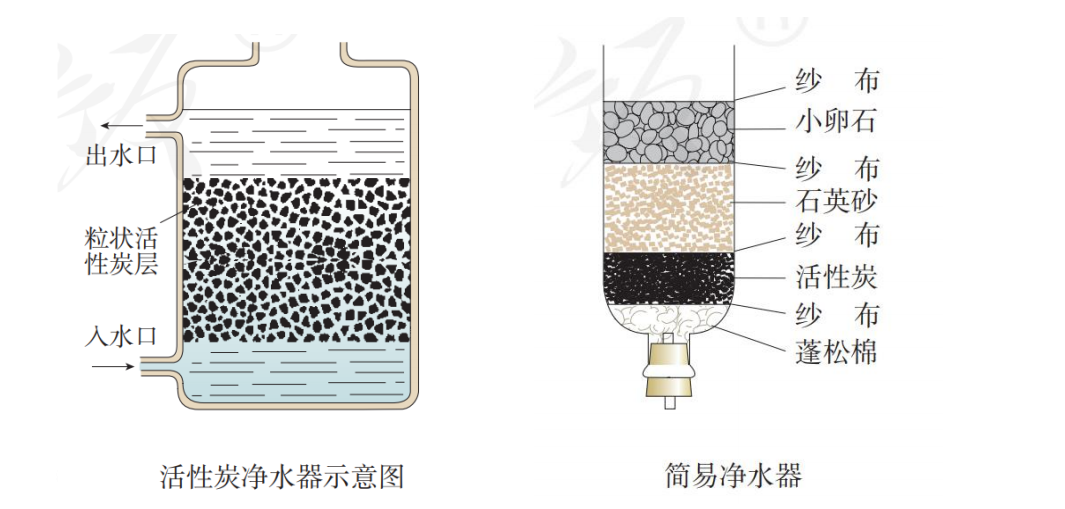 出水口
粒状活
性炭层
入水口
活性炭净水器示意图
纱 布
小卵石
纱 布
石英砂
纱 布
活性炭
纱 布
蓬松棉
简易净水器